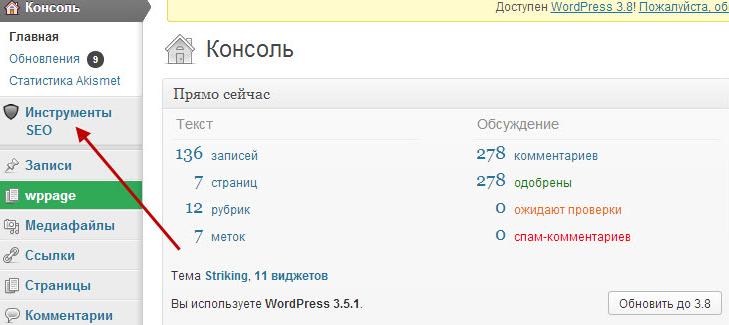 Консоль
Главная
Обновления 9
Статистика Akismet
Инструменты
SEO
Записи
wppage
Медиафайлы
Ссылки
Страницы
Комментарии
Доступен WordPress 3.8! Пожалуйста, об
Консоль
Прямо сейчас
Текст
136 записей
7 страниц
12 рубрик
7 меток
Обсуждение
278 комментариев
278 одобрены
0 ожидают проверки
0 спам-комментариев
Тема Striking, 11 виджетов
Вы используете WordPress 3.5.1.
Обновить до 3.8